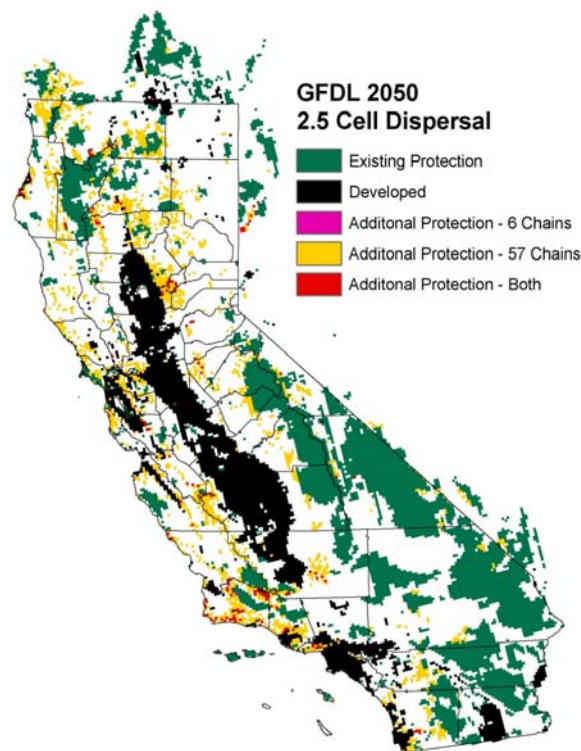 GFDL 2050
2.5 Cell Dispersal
Existing Protection
Developed
Additonal Protection - 6 Chains
Additonal Protection - 57 Chains
Additonal Protection - Both